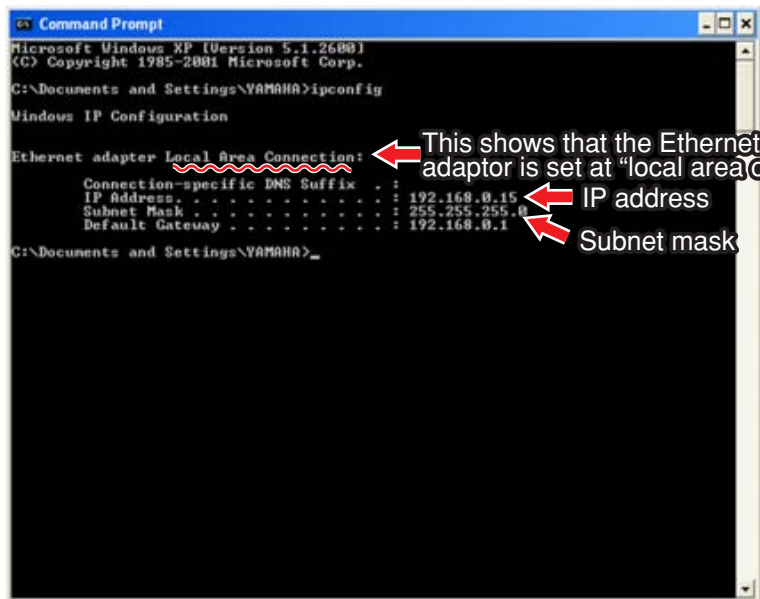 Command Prompt
Microsoft Windows XP [Version 5.1.2600]
(C) Copyright 1985-2001 Microsoft Corp.
C:\Documents and Settings\YAMAHA>ipconfig
Windows IP Configuration
Ethernet adapter Local Area Connection:
This shows that the Ethernet
adaptor is set at “local area c
Connection-specific DNS Suffix . :
IP Address. . . . . . . . . . . . : 192.168.0.15
IP address
Subnet Mask . . . . . . . . . . . : 255.255.255.0
Subnet mask
Default Gateway . . . . . . . . . : 192.168.0.1
C:\Documents and Settings\YAMAHA>_